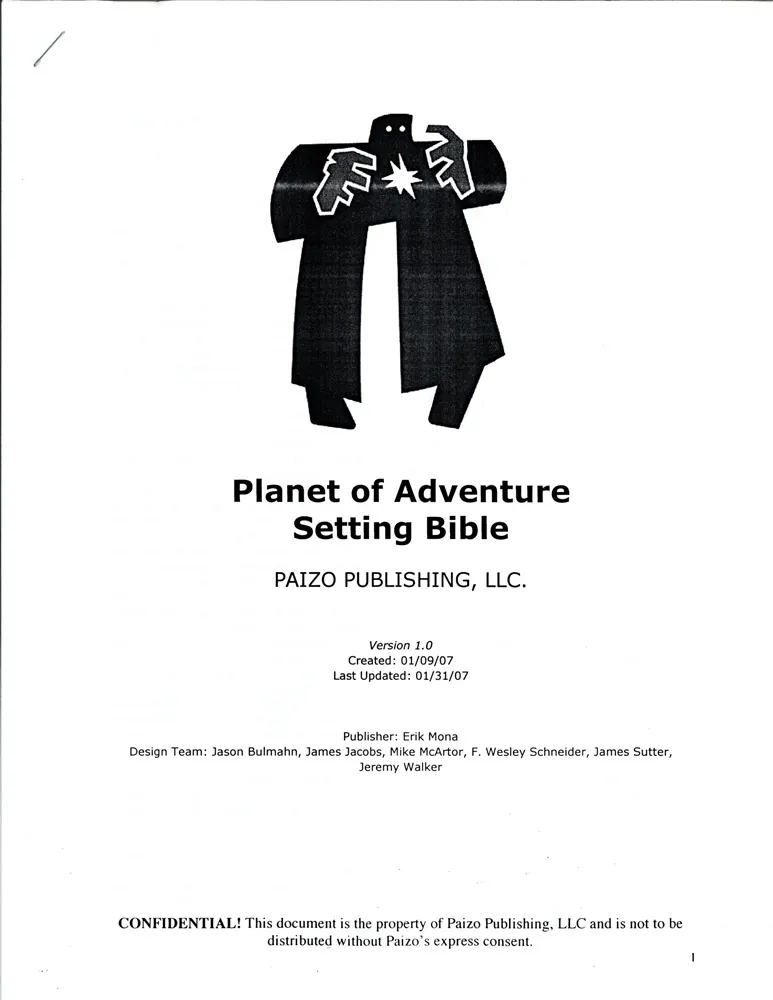 Planet of Adventure
Setting Bible
PAIZO PUBLISHING, LLC.
Version 1.0
Created: 01/09/07
Last Updated: 01/31/07
Publisher: Erik Mona
Design Team: Jason Bulmahn, James Jacobs, Mike McArtor, F. Wesley Schneider, James Sutter,
Jeremy Walker
CONFIDENTIAL! This document is the property of Paizo Publishing, LLC and is not to be
distributed without Paizo's express consent.
1